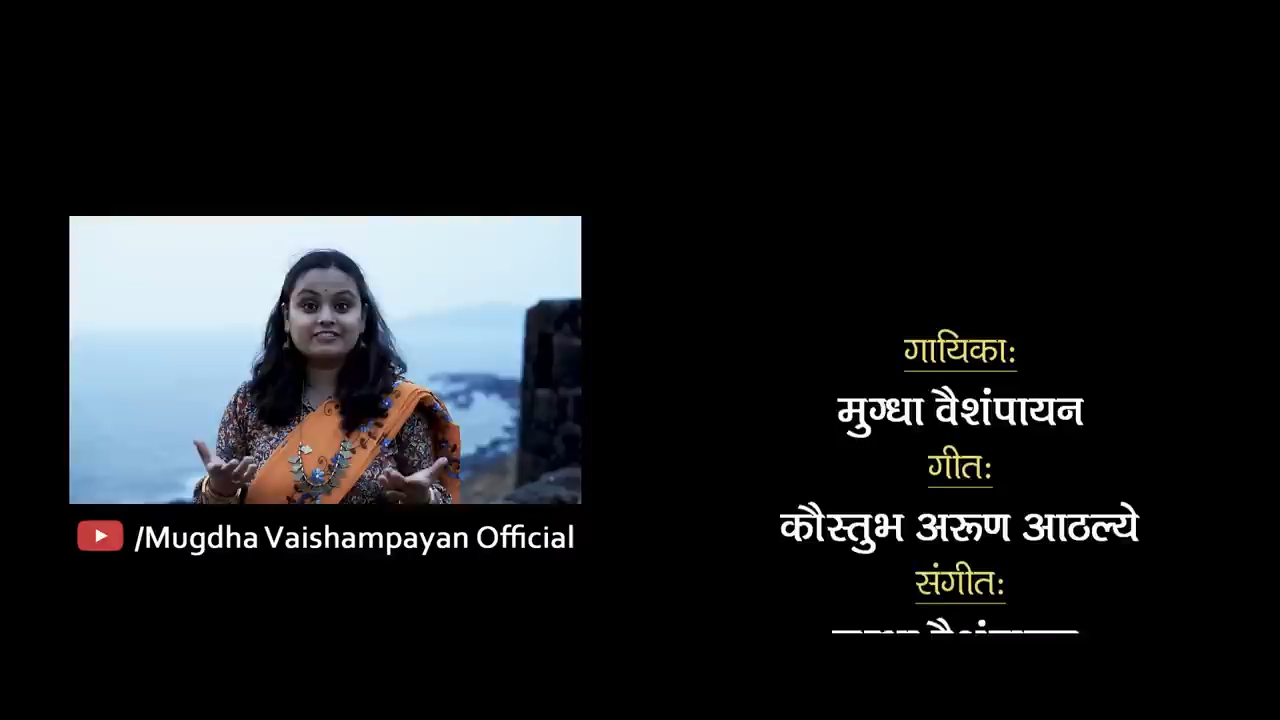 /Mugdha Vaishampayan Official
गायिका:
मुग्धा वैशंपायन
गीत:
कौस्तुभ अरूण आठल्ये
संगीत: